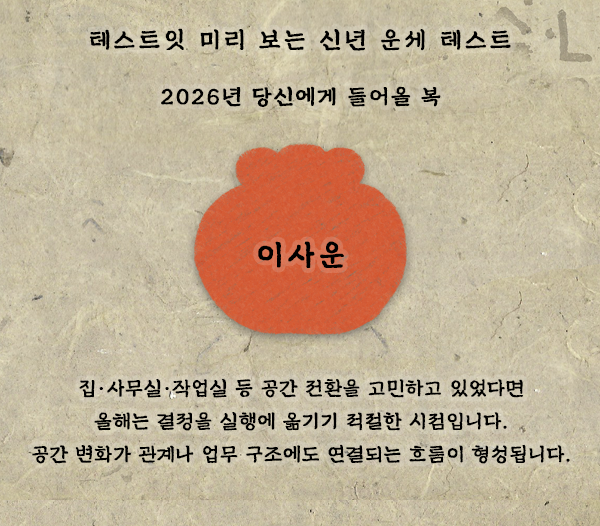 테스트잇 미리 보는 신년 운세 테스트
2026년 당신에게 들어올 복
이사운
집·사무실·작업실 등 공간 전환을 고민하고 있었다면
올해는 결정을 실행에 옮기기 적절한 시점입니다.
공간 변화가 관계나 업무 구조에도 연결되는 흐름이 형성됩니다.